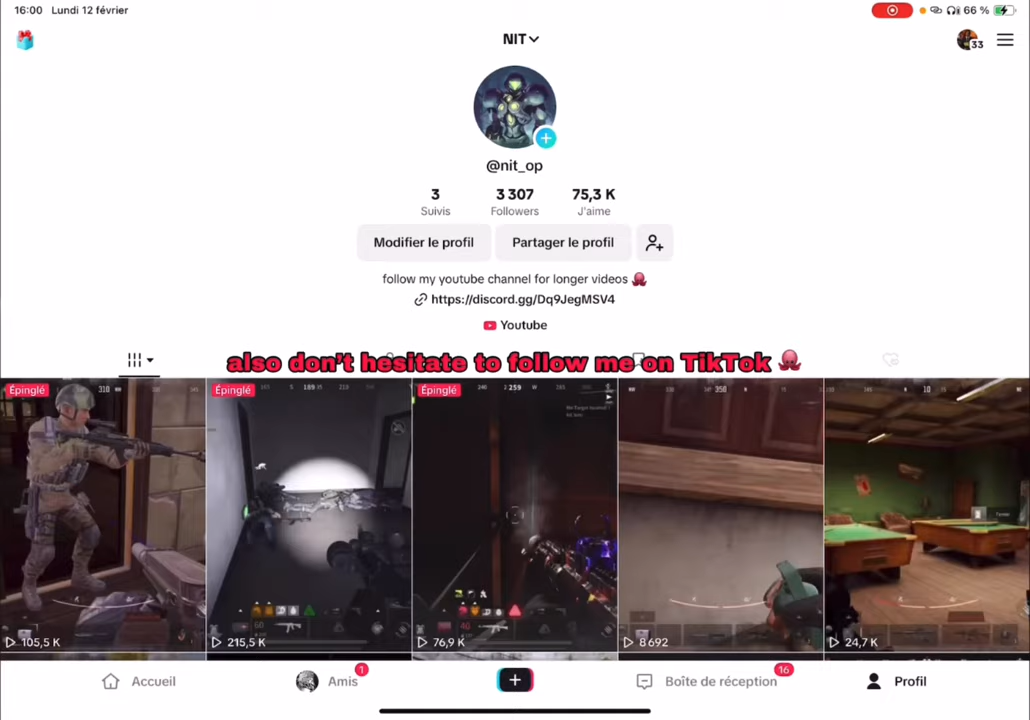 16:00 Lundi 12 février
66 %
NIT
33
@nit_op
3 3 307 75,3 K
Suivis Followers J'aime
Modifier le profil Partager le profil
follow my youtube channel for longer videos
https://discord.gg/Dq9JegMSV4
Youtube
also don't hesitate to follow me on TikTok
Épinglé Épinglé Épinglé
105,5 K 215,5 K 76,9 K 8 692 24,7 K
Accueil Amis 1 Boîte de réception 16 Profil